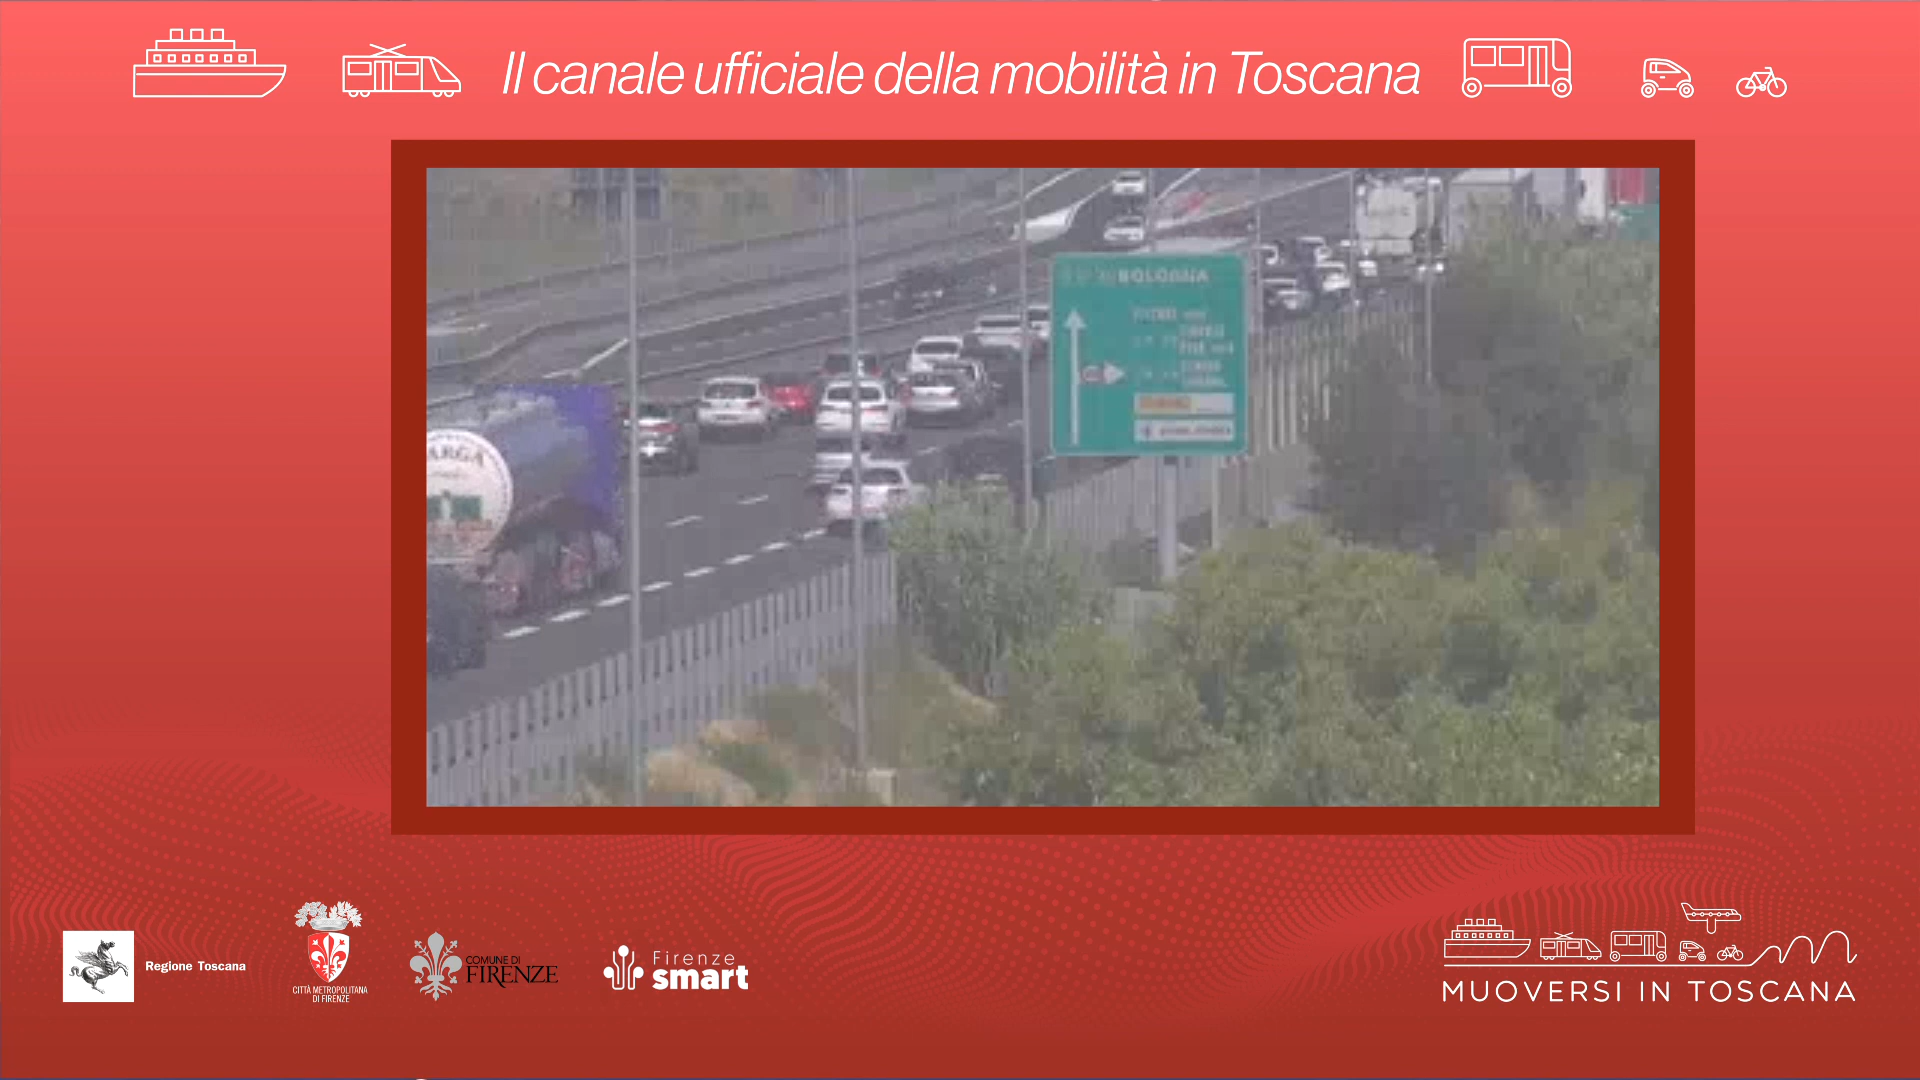 Il canale ufficiale della mobilità in Toscana
BOLOGNA
ARGA
Regione Toscana
CITTÀ METROPOLITANA
DI FIRENZE
COMUNE DI
FIRENZE
Firenze
smart
MUOVERSI IN TOSCANA